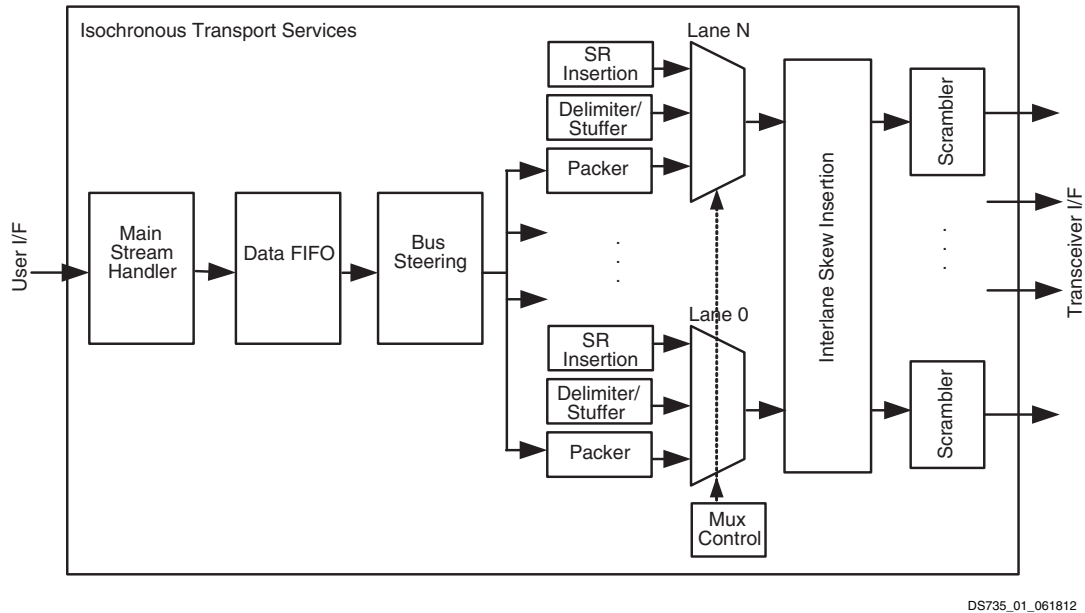 Isochronous Transport Services
Lane N
SR
Insertion
Delimiter/
Stuffer
Packer
User I/F
Main
Stream
Handler
Data FIFO
Bus
Steering
Lane 0
SR
Insertion
Delimiter/
Stuffer
Packer
Mux
Control
Interlane Skew Insertion
Scrambler
Scrambler
Transceiver I/F
DS735_01_061812